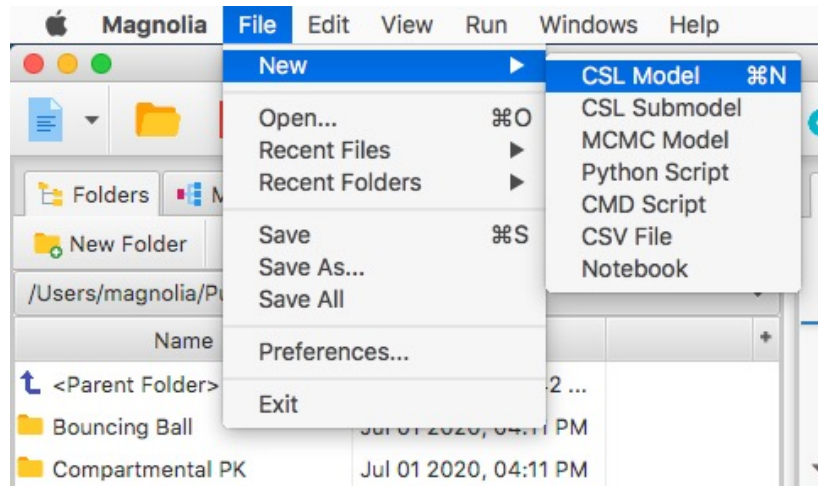 Magnolia File Edit View Run Windows Help
New
CSL Model ⌘N
CSL Submodel
Open... ⌘O
MCMC Model
Recent Files
Python Script
Folders
Recent Folders
CMD Script
New Folder
Save ⌘S
CSV File
Save As...
Notebook
/Users/magnolia/
Save All
Name
Preferences...
<Parent Folder>
Exit
Bouncing Ball
Compartmental PK Jul 01 2020, 04:11 PM